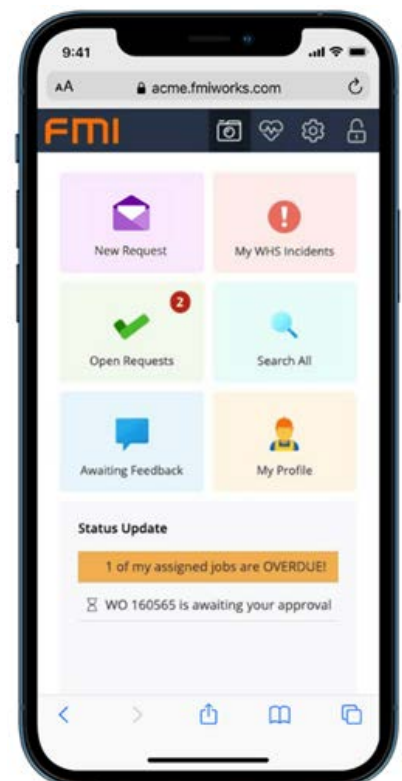 9:41
AA acme.fmiworks.com
FMI
New Request
My WHS Incidents
2
Open Requests
Search All
Awaiting Feedback
My Profile
Status Update
1 of my assigned jobs are OVERDUE!
WO 160565 is awaiting your approval